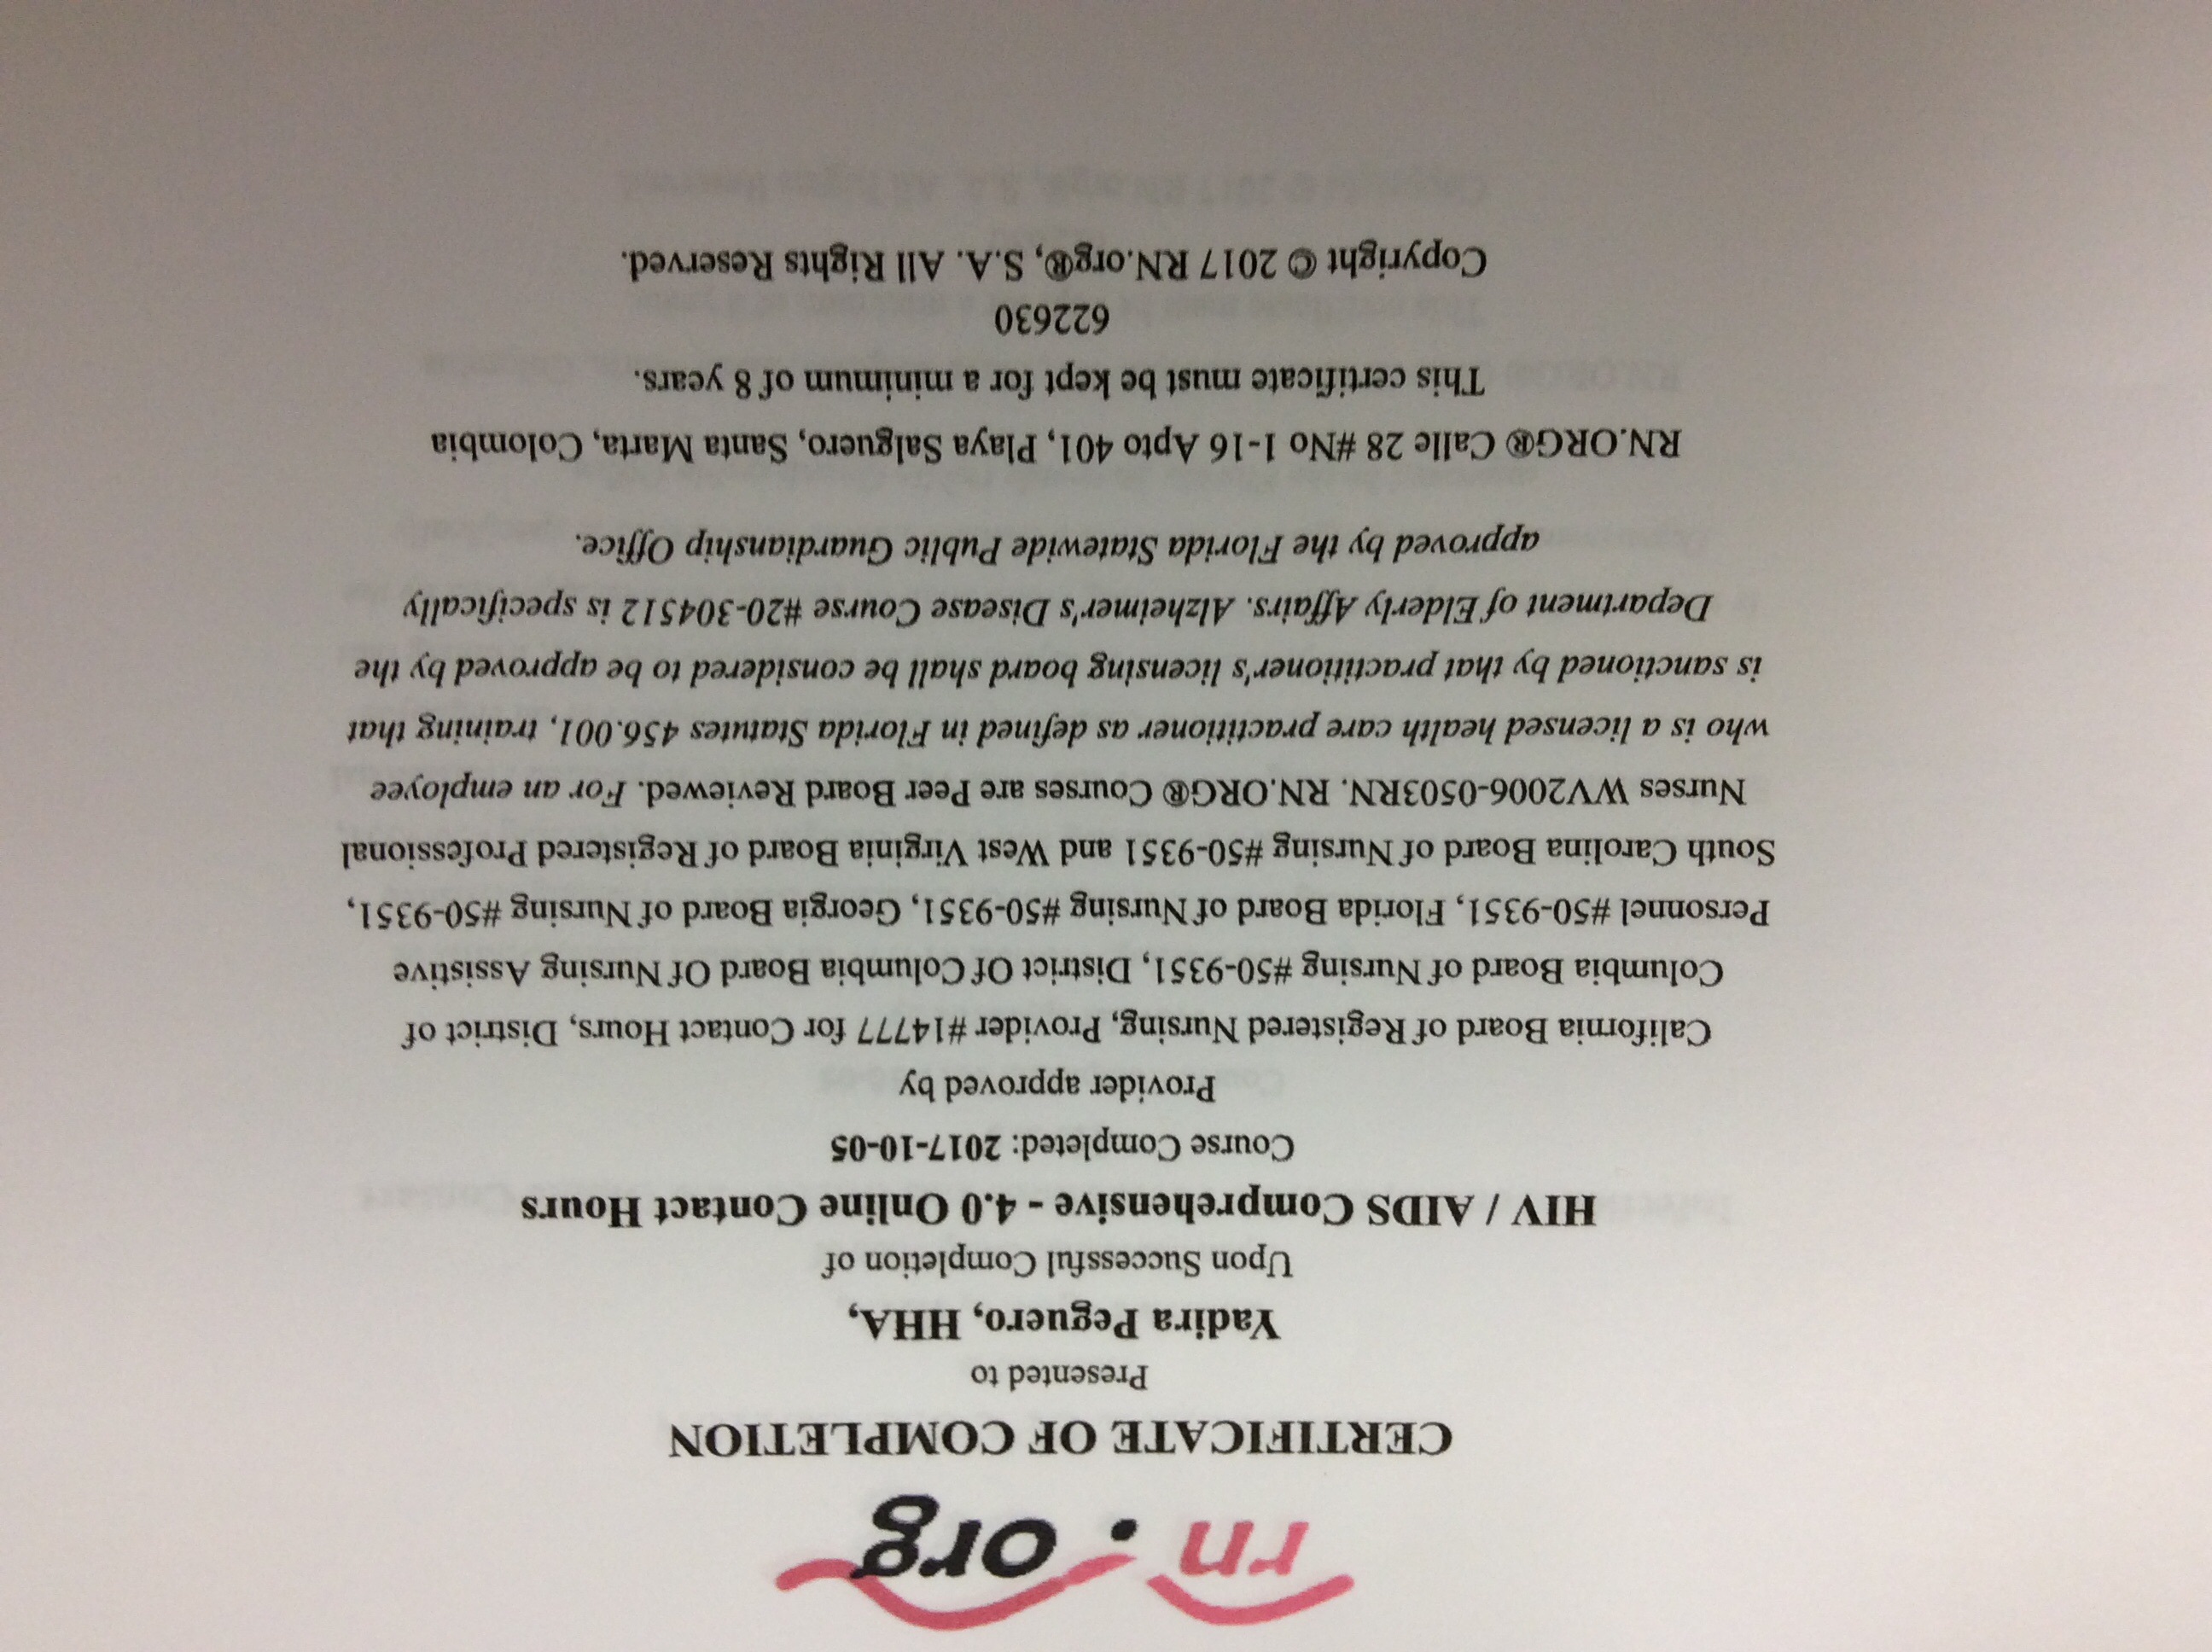 rn.org
CERTIFICATE OF COMPLETION
Presented to
Yadira Peguero, HHA,
Upon Successful Completion of
HIV / AIDS Comprehensive - 4.0 Online Contact Hours
Course Completed: 2017-10-05
Provider approved by
California Board of Registered Nursing, Provider #14777 for Contact Hours, District of
Columbia Board of Nursing #50-9351, District Of Columbia Board Of Nursing Assistive
Personnel #50-9351, Florida Board of Nursing #50-9351, Georgia Board of Nursing #50-9351,
South Carolina Board of Nursing #50-9351 and West Virginia Board of Registered Professional
Nurses WV2006-0503RN. RN.ORG® Courses are Peer Board Reviewed. For an employee
who is a licensed health care practitioner as defined in Florida Statutes 456.001, training that
is sanctioned by that practitioner's licensing board shall be considered to be approved by the
Department of Elderly Affairs. Alzheimer's Disease Course #20-304512 is specifically
approved by the Florida Statewide Public Guardianship Office.
RN.ORG® Calle 28 #No 1-16 Apto 401, Playa Salguero, Santa Marta, Colombia
This certificate must be kept for a minimum of 8 years.
622630
Copyright © 2017 RN.org®, S.A. All Rights Reserved.